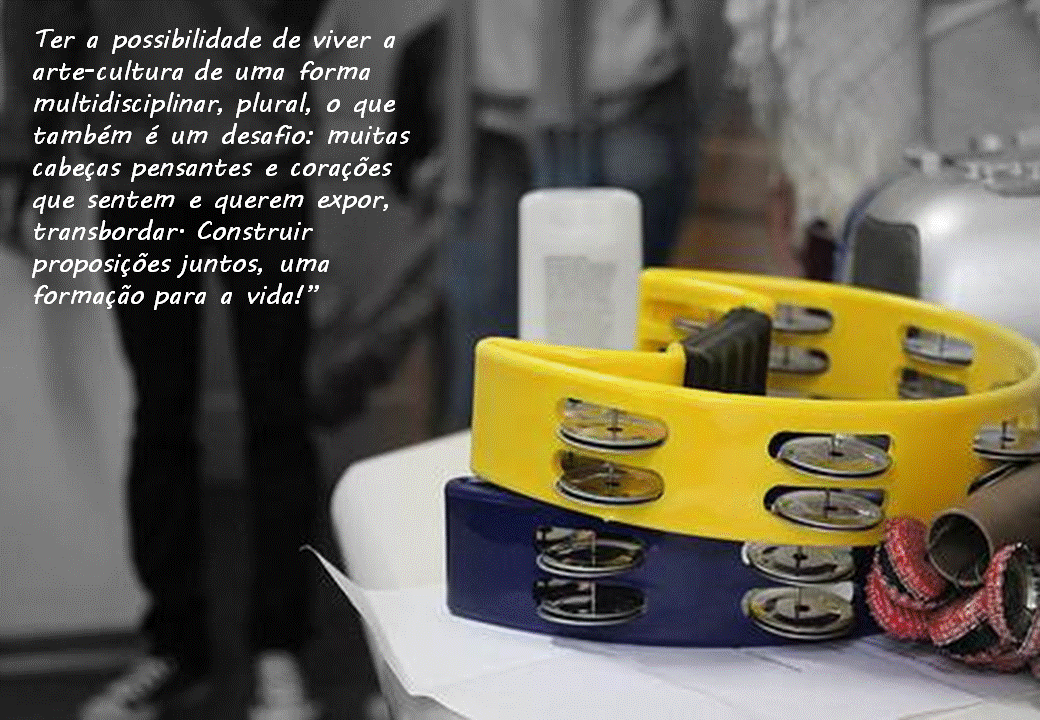 Ter a possibilidade de viver a
arte-cultura de uma forma
multidisciplinar, plural, o que
também é um desafio: muitas
cabeças pensantes e corações
que sentem e querem expor,
transbordar. Construir
proposições juntos, uma
formação para a vida!”